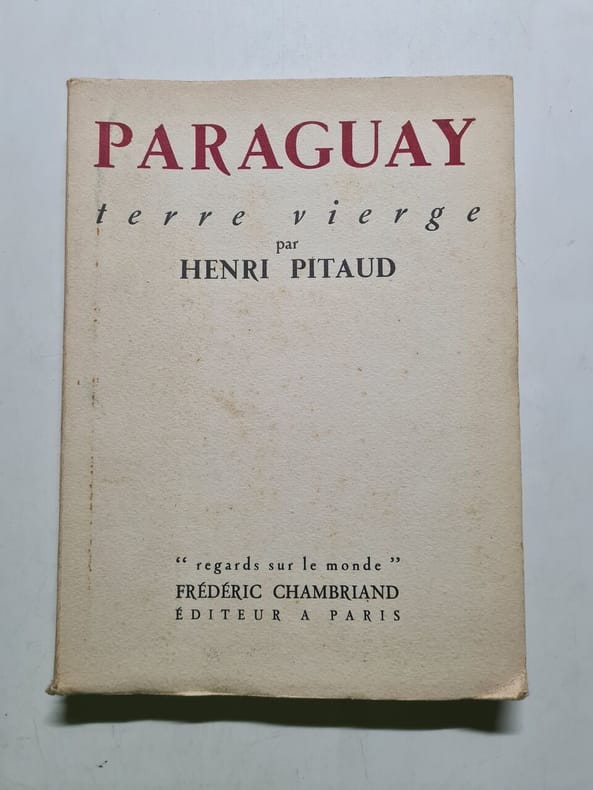 PARAGUAY
terre vierge
par
HENRI PITAUD
“ regards sur le monde ”
FRÉDÉRIC CHAMBRIAND
ÉDITEUR A PARIS